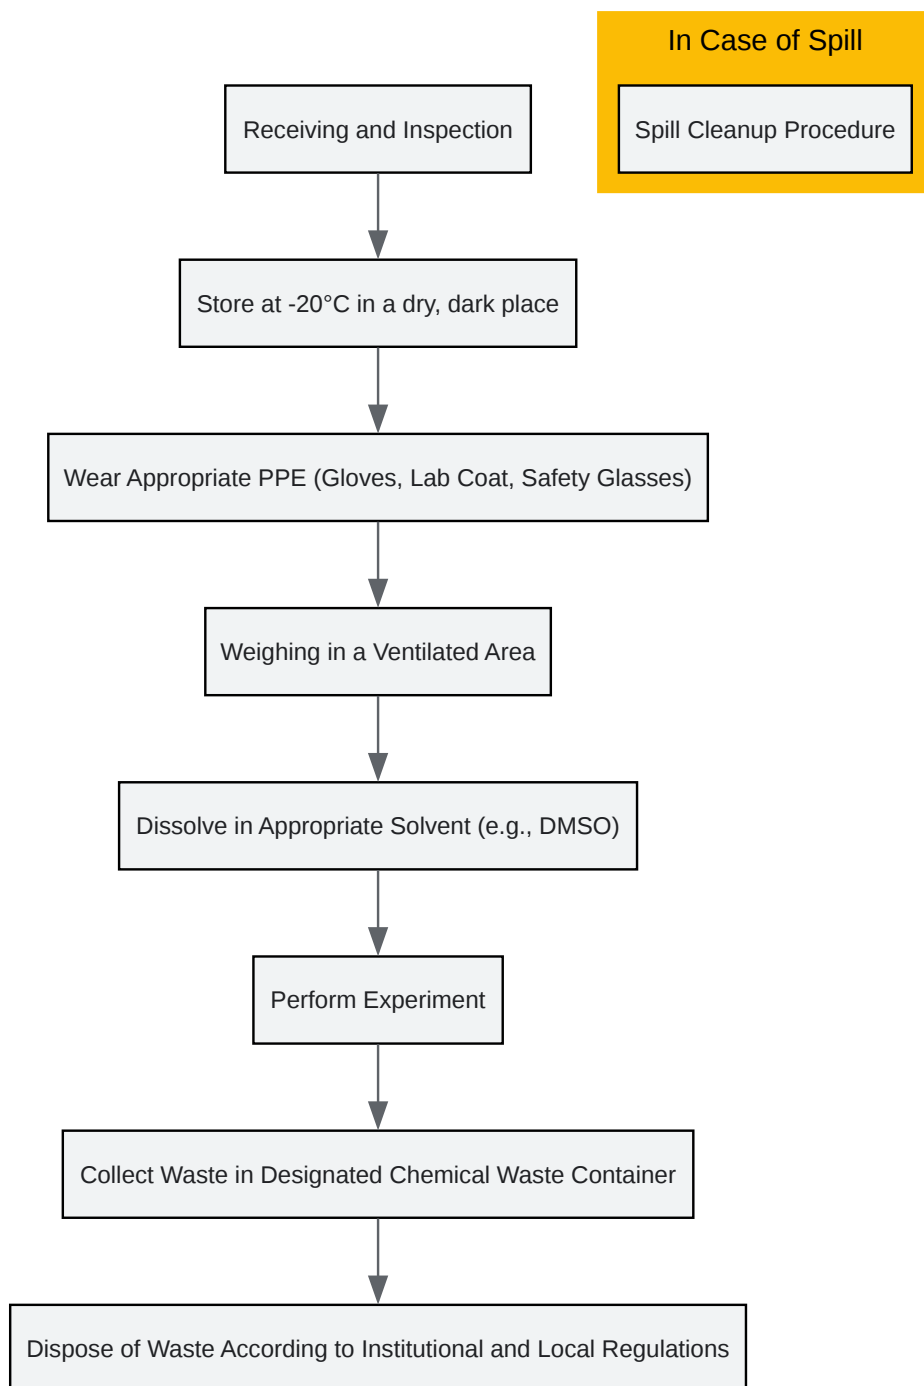 In Case of Spill
Receiving and Inspection
Spill Cleanup Procedure
Store at -20°C in a dry, dark place
Wear Appropriate PPE (Gloves, Lab Coat, Safety Glasses)
Weighing in a Ventilated Area
Dissolve in Appropriate Solvent (e.g., DMSO)
Perform Experiment
Collect Waste in Designated Chemical Waste Container
Dispose of Waste According to Institutional and Local Regulations